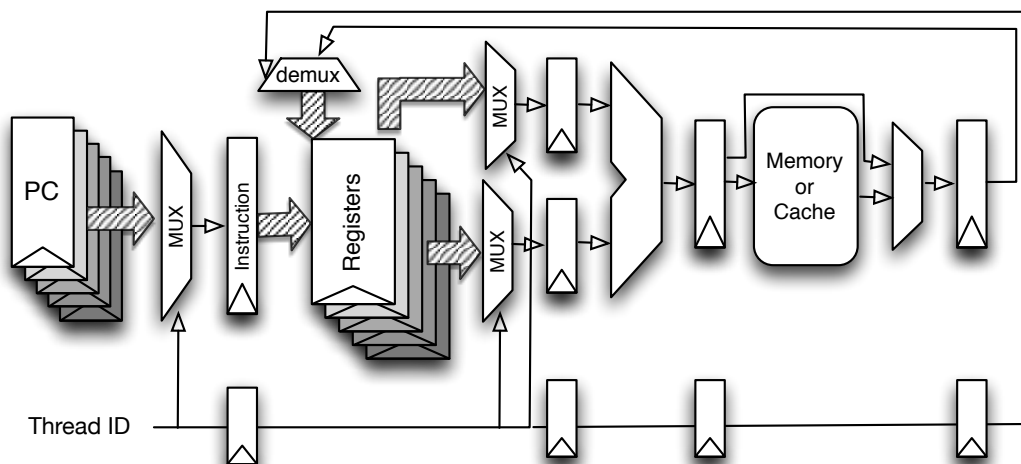 demux
MUX
PC
MUX
Instruction
Registers
MUX
Memory
or
Cache
Thread ID